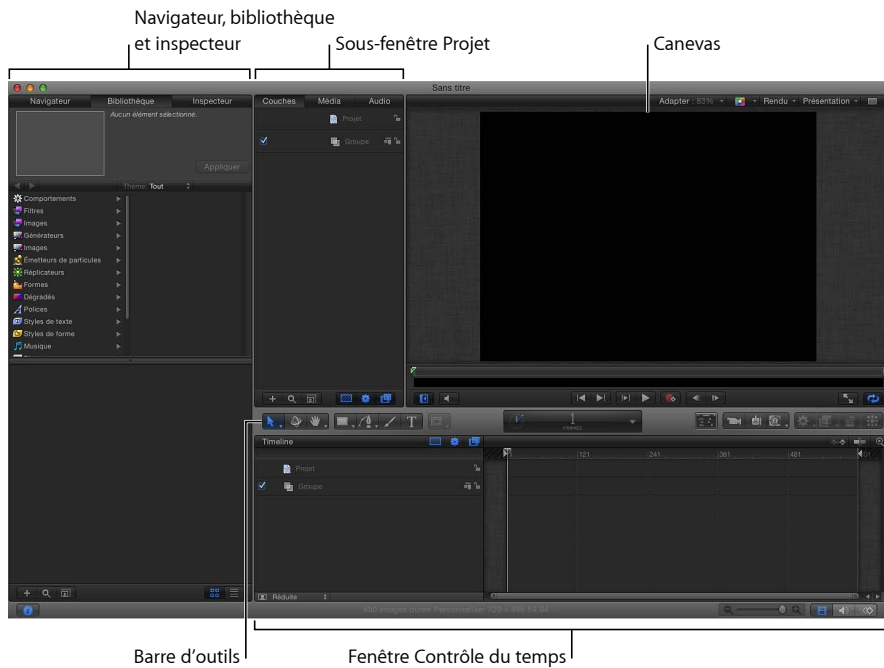 Navigateur, bibliothèque
et inspecteur
Sous-fenêtre Projet
Canevas
Sans titre
Navigateur Bibliothèque Inspecteur
Couches Média Audio
Adapter : 83% Rendu Présentation
Aucun élément sélectionné.
Projet
Groupe
Appliquer
Thème: Tout
Comportements
Filtres
Images
Générateurs
Images
Émetteurs de particules
Réplicateurs
Formes
Dégradés
Polices
Styles de texte
Styles de forme
Musique
T
1
Timeline
1 121 241 361 481
Projet
Groupe
Réduite
Barre d'outils
Fenêtre Contrôle du temps